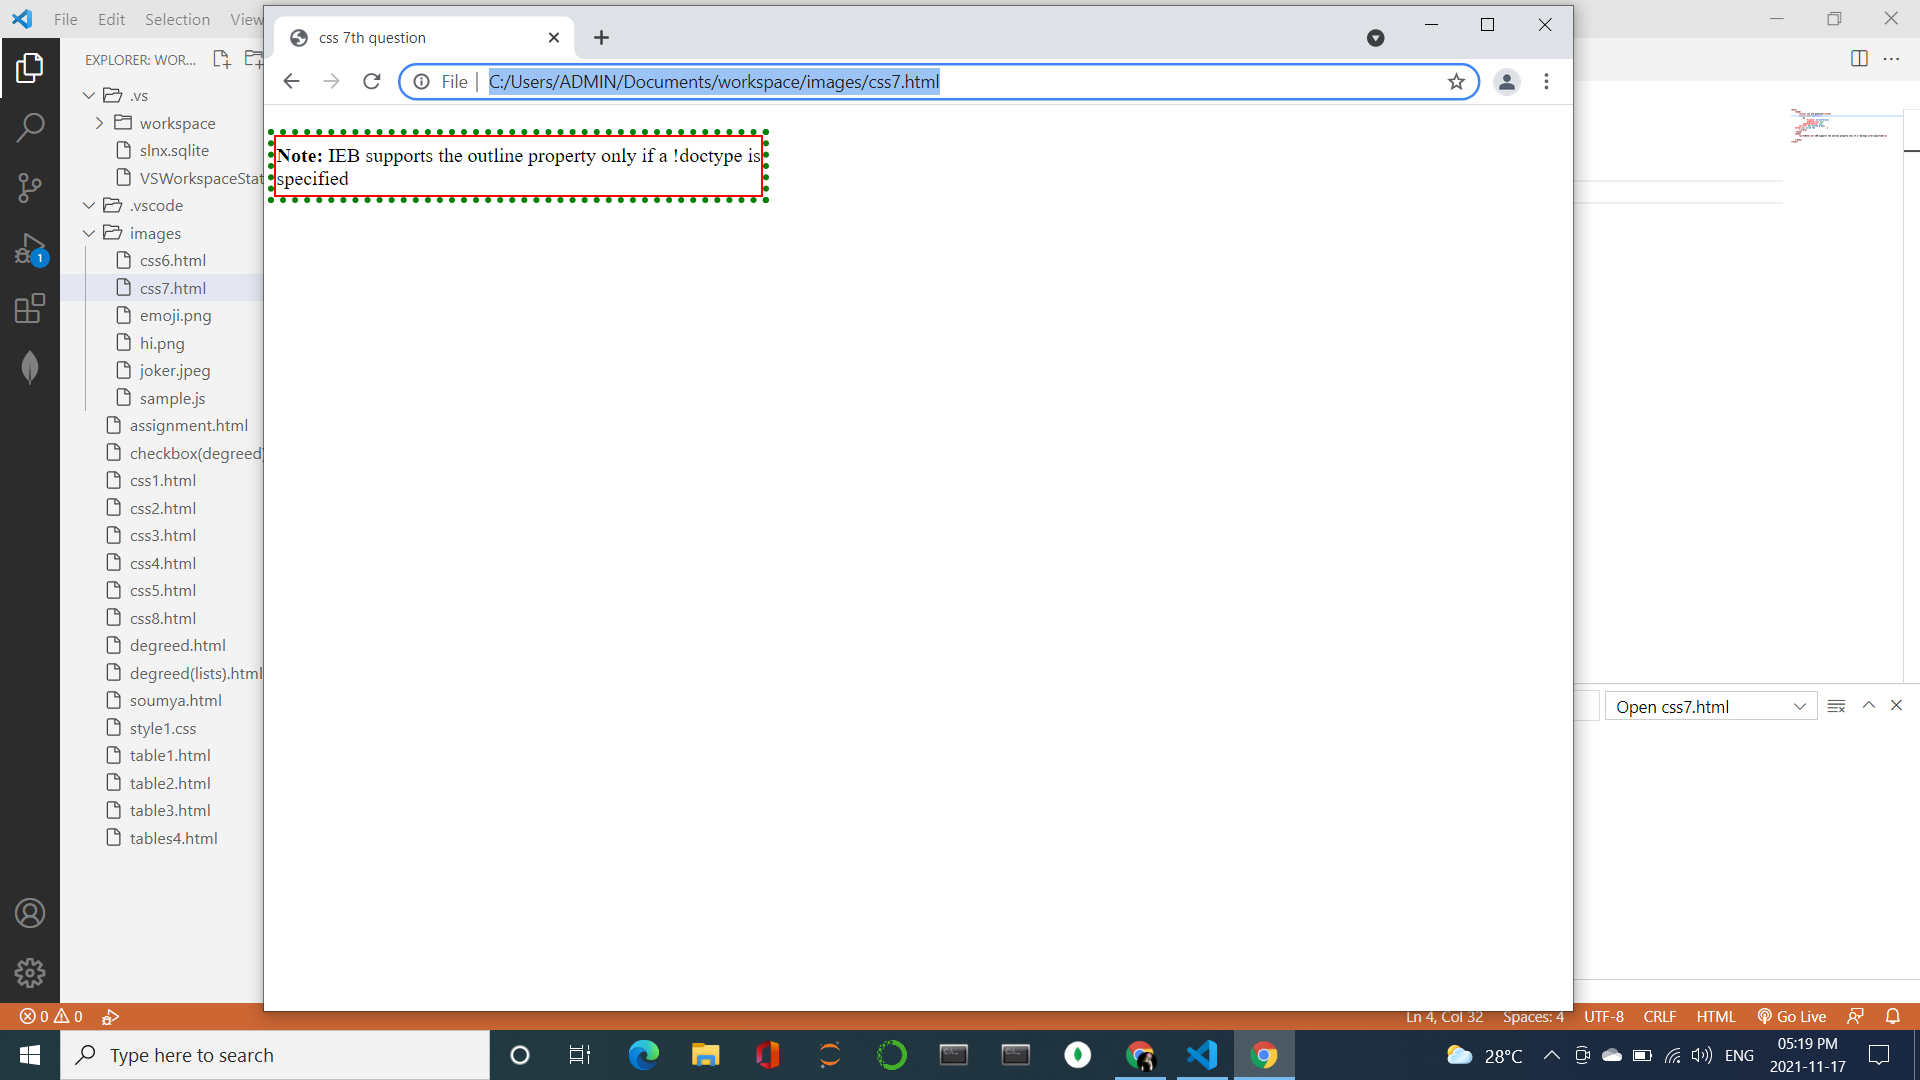 File Edit Selection View
css 7th question
File C:/Users/ADMIN/Documents/workspace/images/css7.html
EXPLORER: WOR...
.vs
workspace
slnx.sqlite
VSWorkspaceStat
.vscode
images
css6.html
css7.html
emoji.png
hi.png
joker.jpeg
sample.js
assignment.html
checkbox(degreed)
css1.html
css2.html
css3.html
css4.html
css5.html
css8.html
degreed.html
degreed(lists).html
soumya.html
style1.css
table1.html
table2.html
table3.html
tables4.html
1
Note: IEB supports the outline property only if a !doctype is
specified
Open css7.html
0 0
Ln 4, Col 32 Spaces: 4 UTF-8 CRLF HTML Go Live
Type here to search
28°C
ENG
05:19 PM
2021-11-17